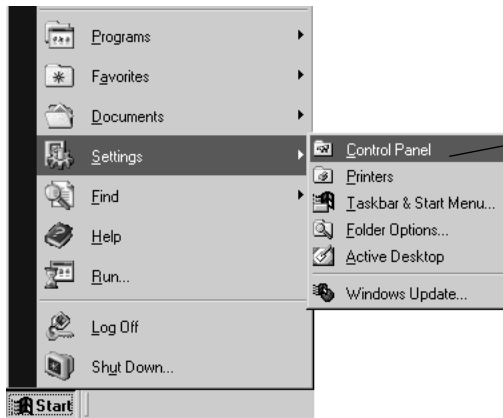 Programs
Favorites
Documents
Settings
Find
Help
Run...
Log Off
Shut Down...
Control Panel
Printers
Taskbar & Start Menu...
Folder Options...
Active Desktop
Windows Update...
Start